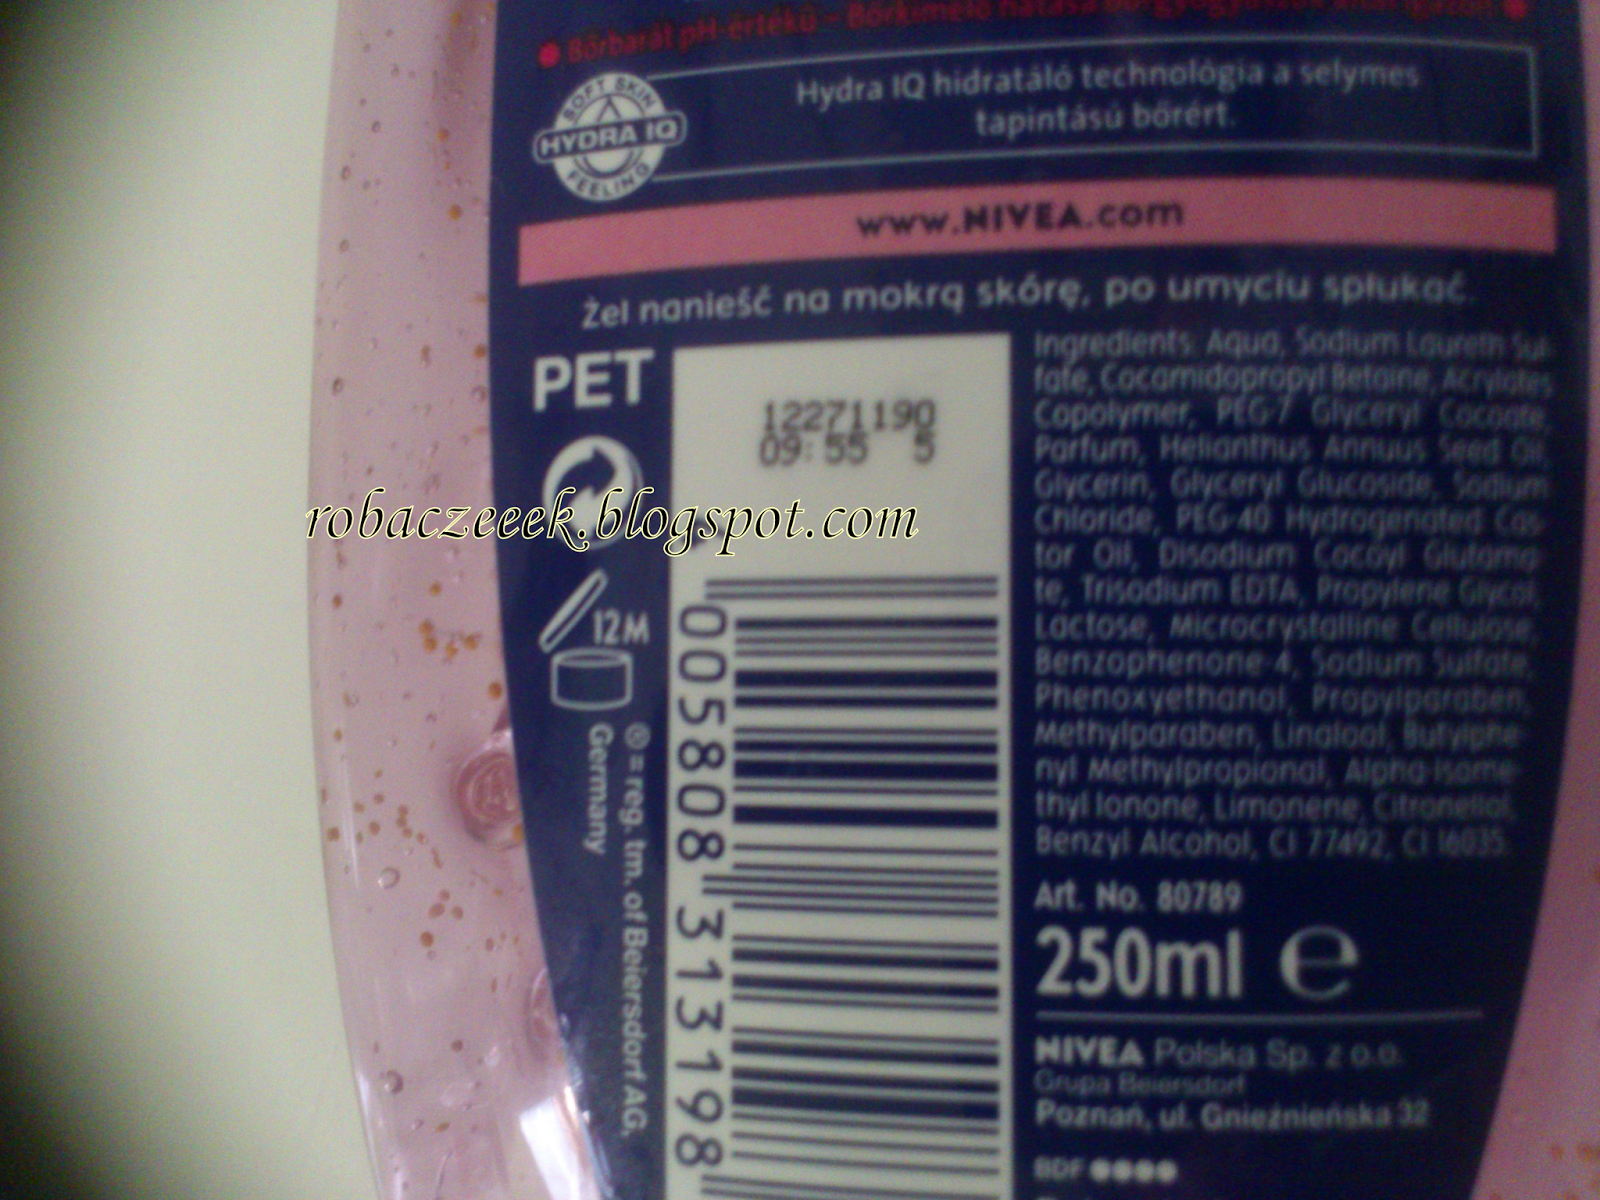 Bőrbarát pH-értékű – Bőrkímélő hatása
Hydra IQ hidratáló technológia a selymes
tapintású bőrért.
SOFT SKIN
HYDRA IQ
FEELING
www.NIVEA.com
Żel nanieść na mokrą skórę, po umyciu spłukać.
PET
12271190
09:55 5
robaczeeek.blogspot.com
12M
® = reg. tm. of Beiersdorf AG,
Germany
005808 313198
Ingredients: Aqua, Sodium Laureth Sul-
fate, Cocamidopropyl Betaine, Acrylates
Copolymer, PEG-7 Glyceryl Cocoate,
Parfum, Helianthus Annuus Seed Oil,
Glycerin, Glyceryl Glucoside, Sodium
Chloride, PEG-40 Hydrogenated Cas-
tor Oil, Disodium Cocoyl Glutama-
te, Trisodium EDTA, Propylene Glycol,
Lactose, Microcrystalline Cellulose,
Benzophenone-4, Sodium Sulfate,
Phenoxyethanol, Propylparaben,
Methylparaben, Linalool, Butylphe-
nyl Methylpropional, Alpha-Isome-
thyl Ionone, Limonene, Citronellol,
Benzyl Alcohol, CI 77492, CI 16035
Art. No. 80789
250ml e
NIVEA Polska Sp. z o.o.
Grupa Beiersdorf
Poznań, ul. Gnieźnieńska 32
BDF